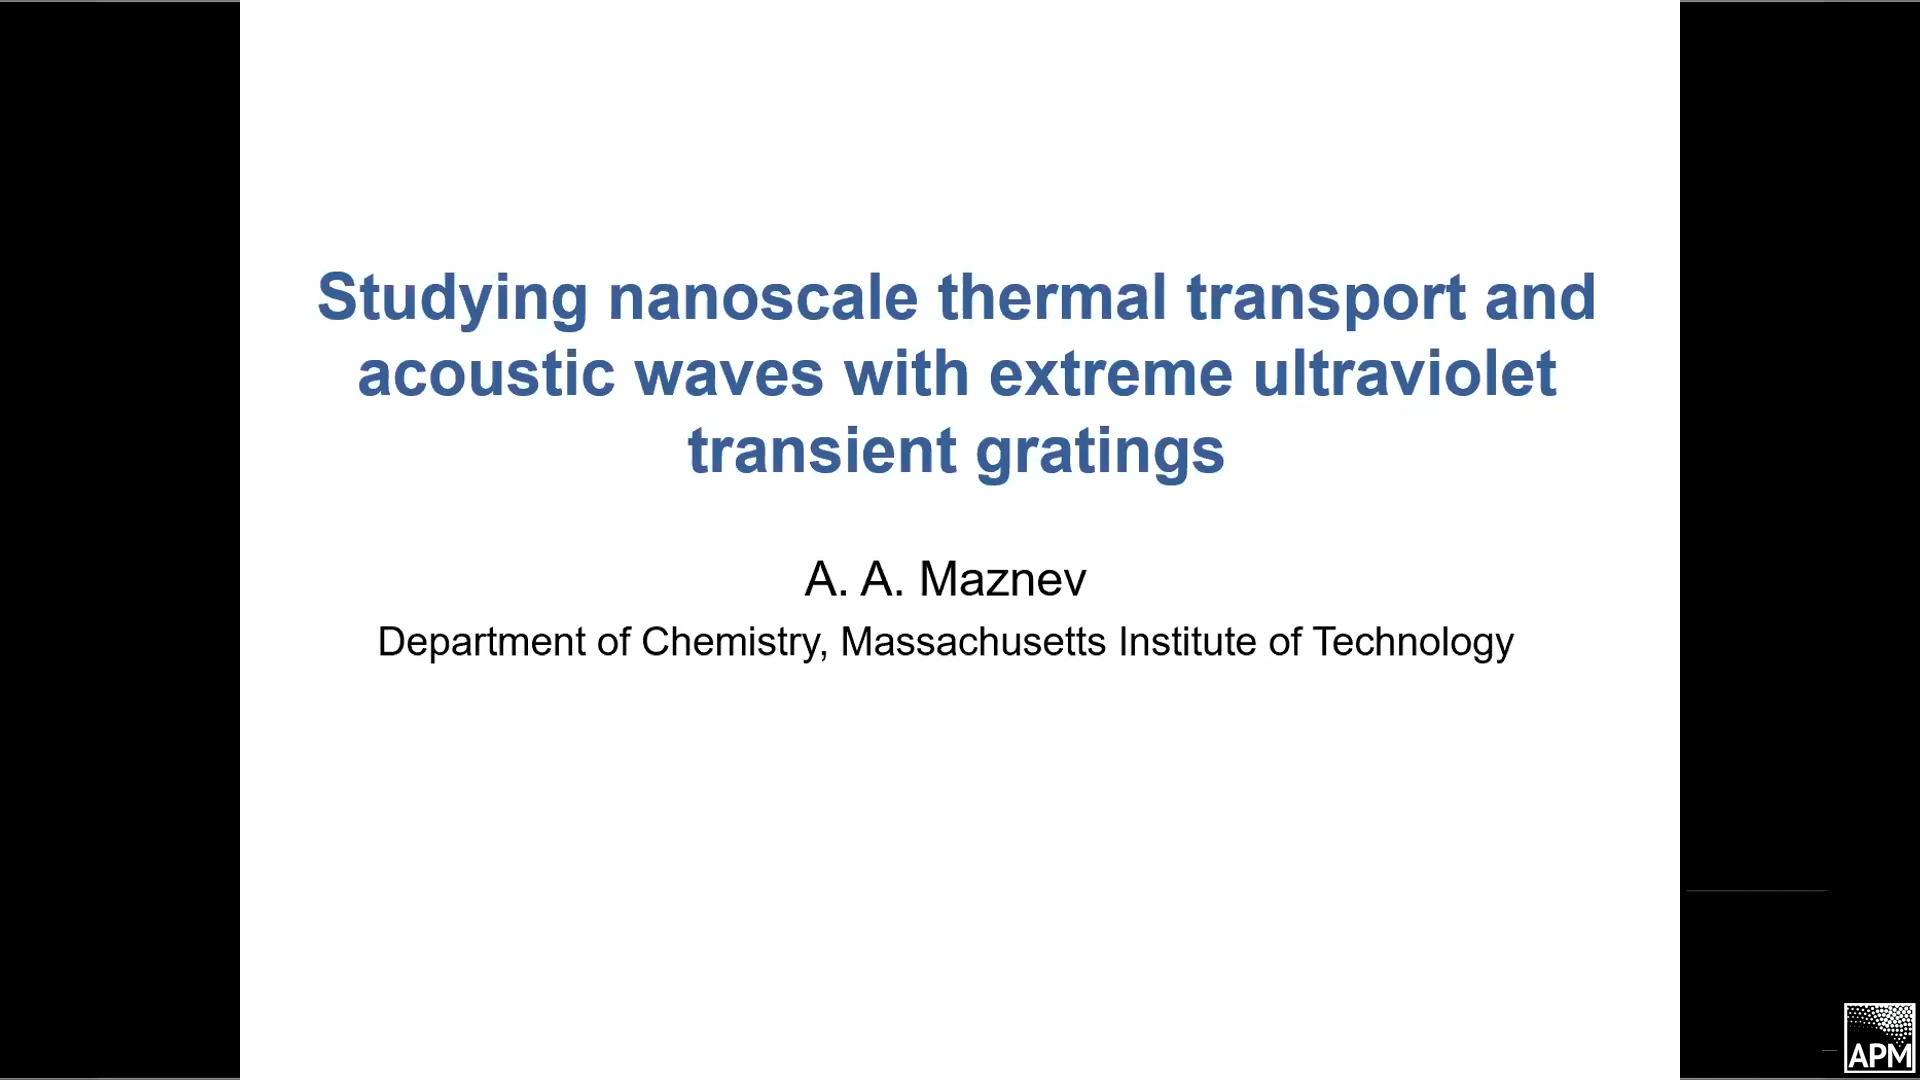 Studying nanoscale thermal transport and
acoustic waves with extreme ultraviolet
transient gratings
A. A. Maznev
Department of Chemistry, Massachusetts Institute of Technology
APM